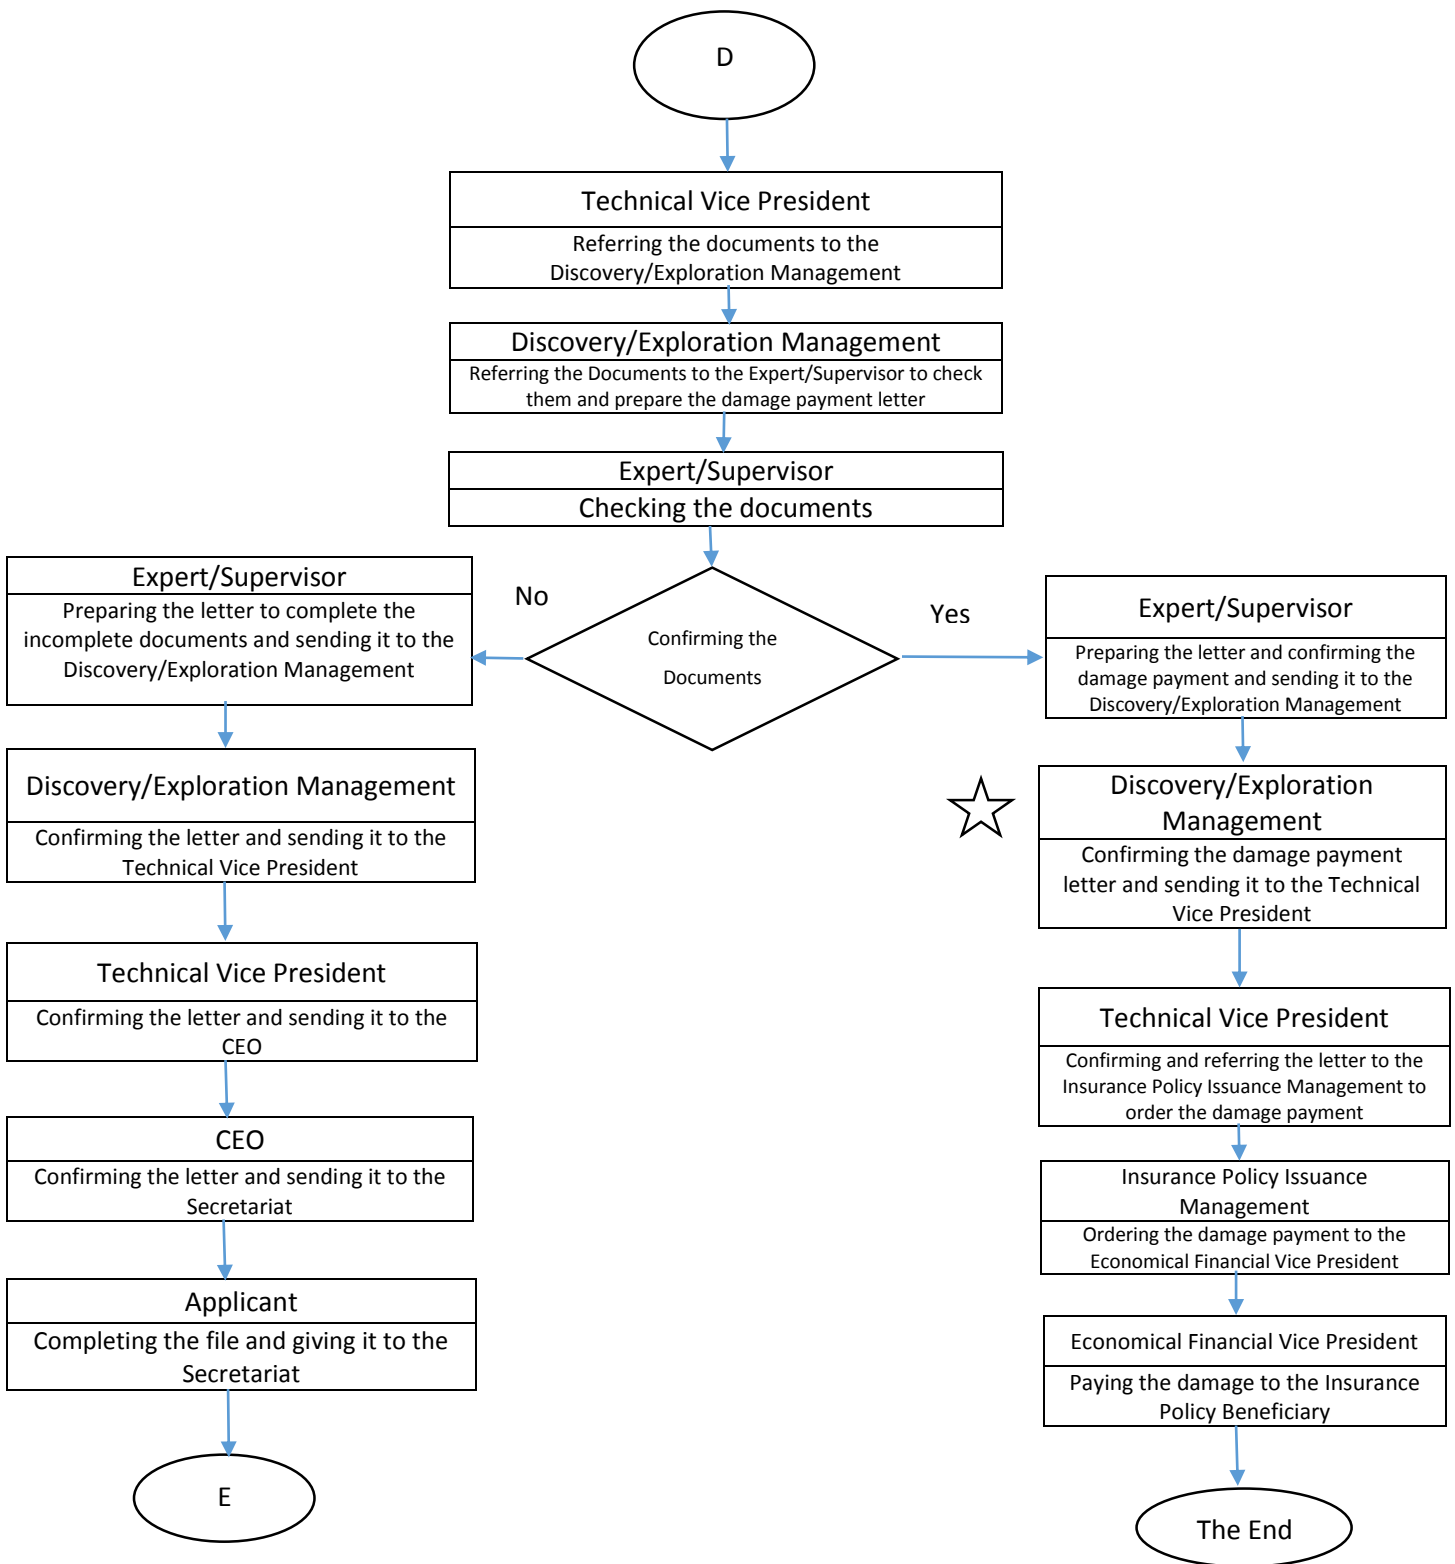 D
Technical Vice President
Referring the documents to the
Discovery/Exploration Management
Discovery/Exploration Management
Referring the Documents to the Expert/Supervisor to check
them and prepare the damage payment letter
Expert/Supervisor
Checking the documents
Confirming the
Documents
No
Expert/Supervisor
Preparing the letter to complete the
incomplete documents and sending it to the
Discovery/Exploration Management
Discovery/Exploration Management
Confirming the letter and sending it to the
Technical Vice President
Technical Vice President
Confirming the letter and sending it to the
CEO
CEO
Confirming the letter and sending it to the
Secretariat
Applicant
Completing the file and giving it to the
Secretariat
E
Yes
Expert/Supervisor
Preparing the letter and confirming the
damage payment and sending it to the
Discovery/Exploration Management
Discovery/Exploration
Management
Confirming the damage payment
letter and sending it to the Technical
Vice President
Technical Vice President
Confirming and referring the letter to the
Insurance Policy Issuance Management to
order the damage payment
Insurance Policy Issuance
Management
Ordering the damage payment to the
Economical Financial Vice President
Economical Financial Vice President
Paying the damage to the Insurance
Policy Beneficiary
The End